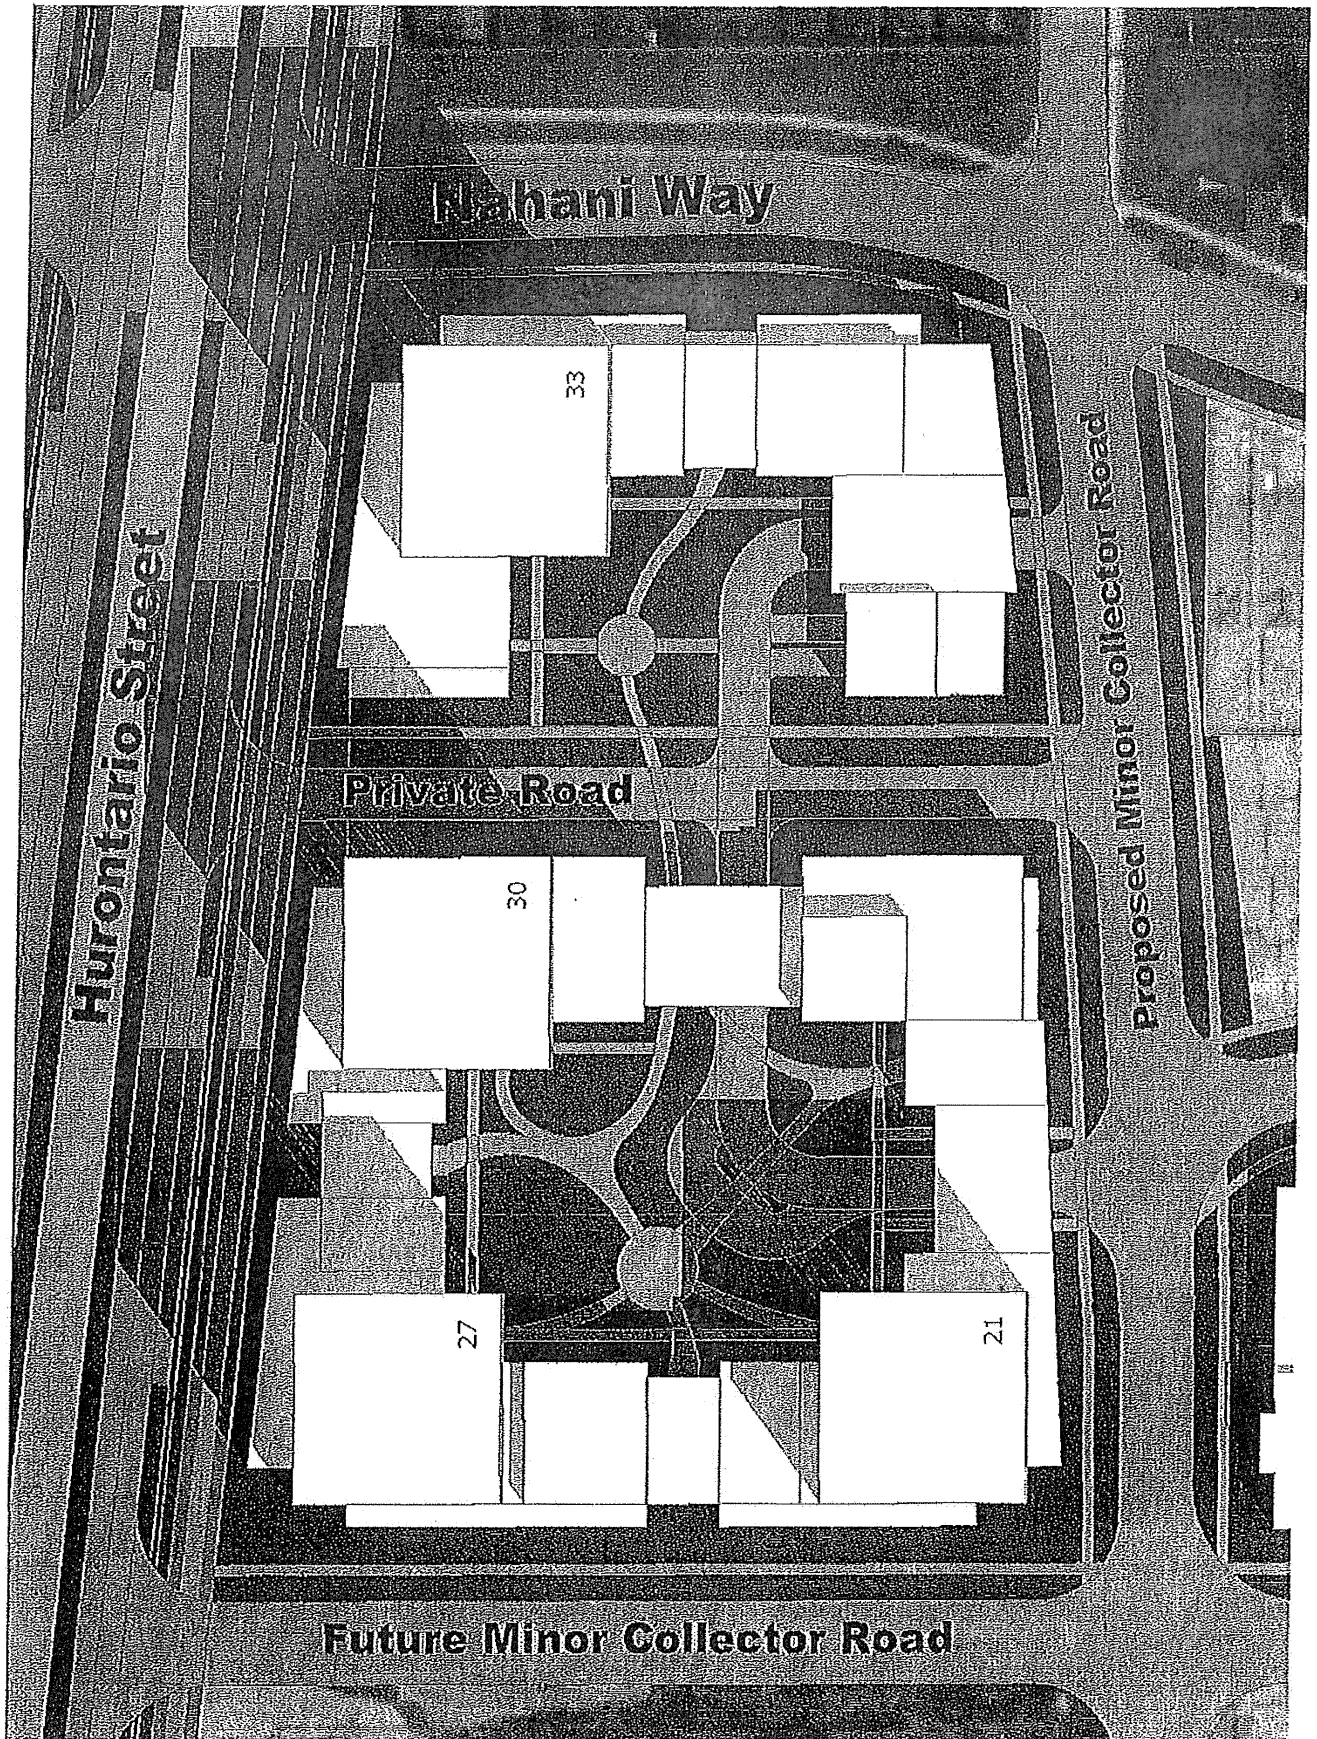 Nahani Way
33
Hurontario Street
Proposed Minor Collector Road
Private Road
30
27
21
Future Minor Collector Road